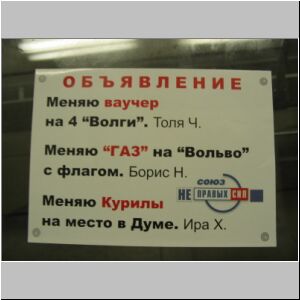 ОБЪЯВЛЕНИЕ
Меняю ваучер
на 4 “Волги”. Толя Ч.
Меняю “ГАЗ” на “Вольво”
с флагом. Борис Н.
СОЮЗ
НЕ ПРАВЫХ СИЛ
Меняю Курилы
на место в Думе. Ира Х.